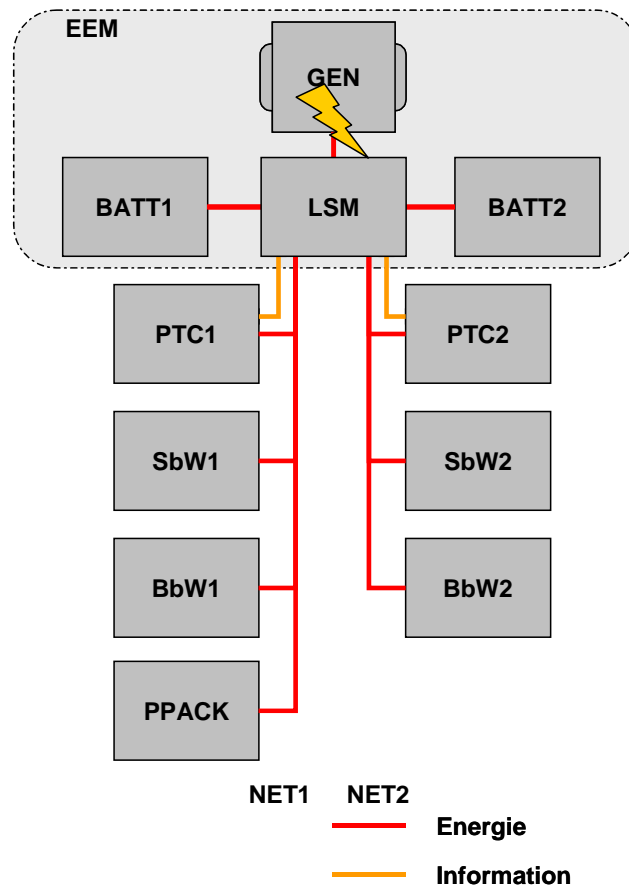 EEM
GEN
BATT1
LSM
BATT2
PTC1
PTC2
SbW1
SbW2
BbW1
BbW2
PPACK
NET1 NET2
Energie
Information